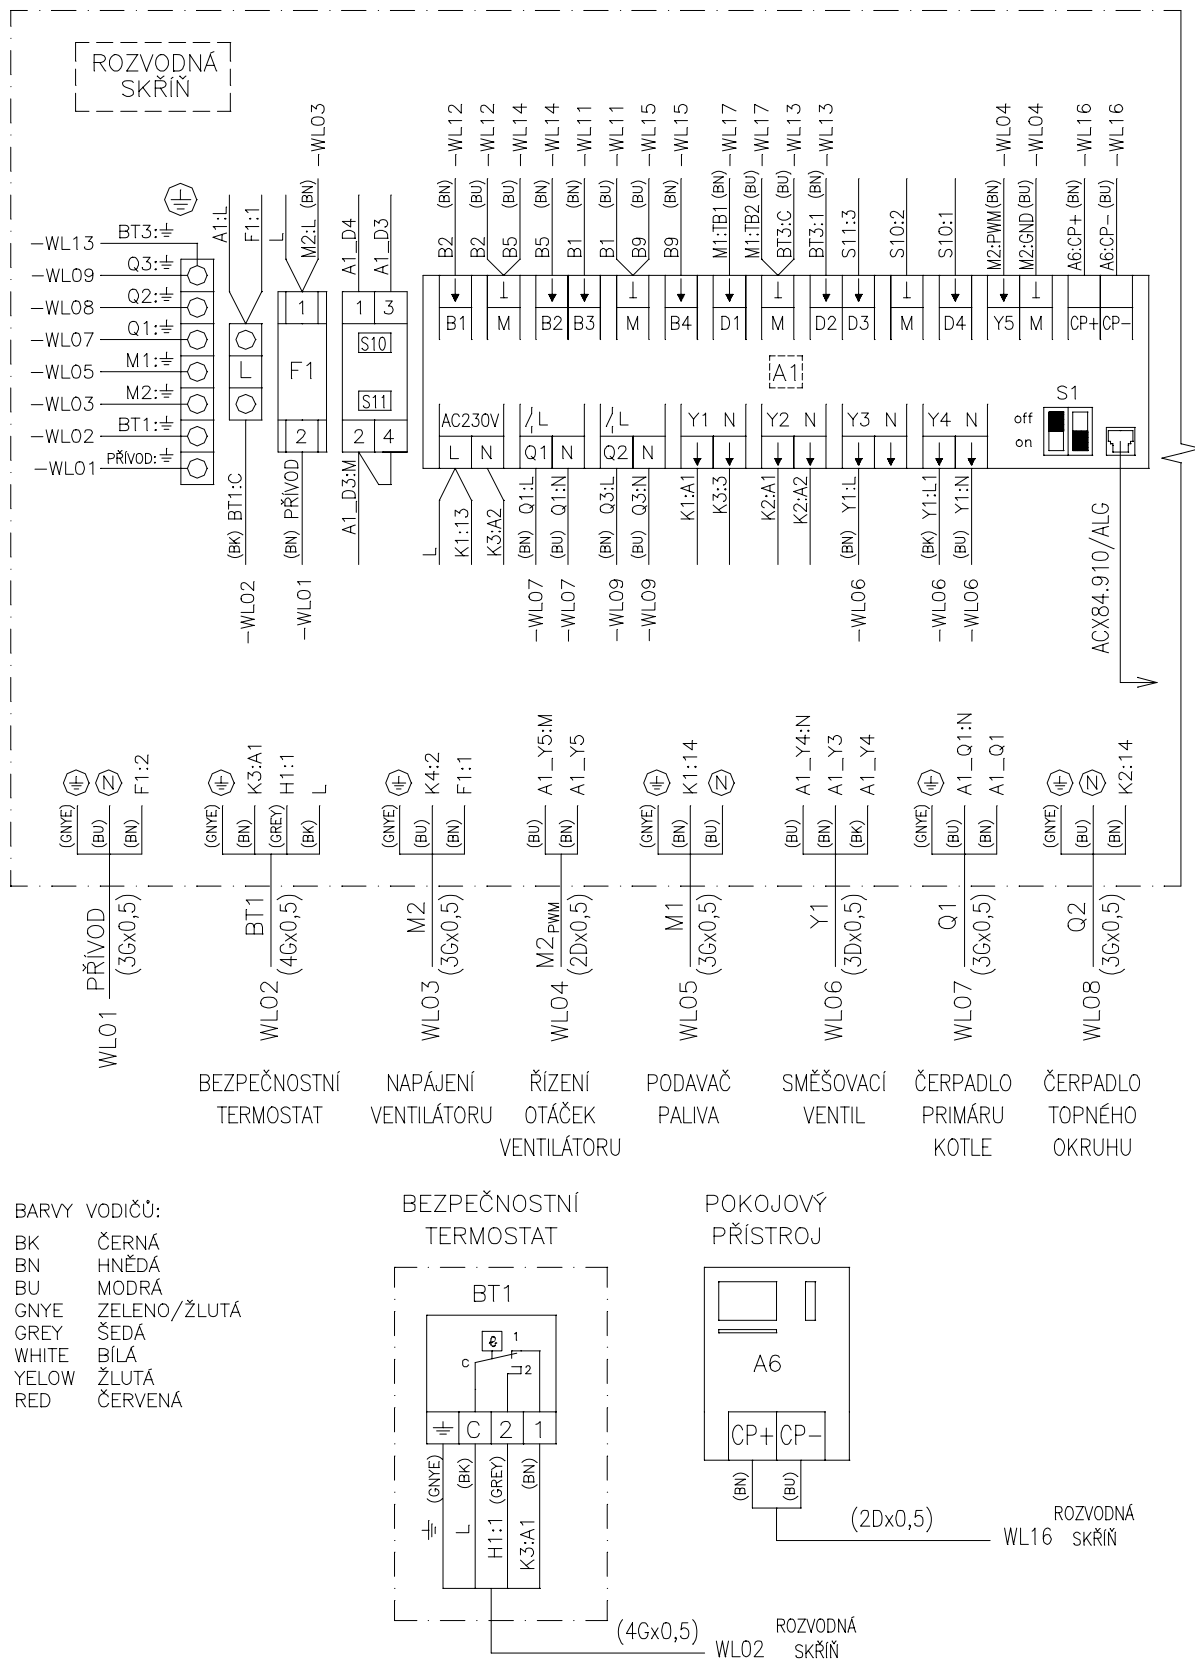 ROZVODNÁ
SKŘÍŇ
-WL03
-WL12
-WL12
-WL14
-WL14
-WL11
-WL11
-WL15
-WL15
-WL17
-WL17
-WL13
-WL13
-WL04
-WL04
-WL16
-WL16
A1:L
F1:1
L
M2:L (BN)
A1_D4
A1_D3
B2 (BN)
B2 (BU)
B5 (BU)
B5 (BN)
B1 (BN)
B1 (BU)
B9 (BU)
B9 (BN)
M1:TB1 (BN)
M1:TB2 (BU)
BT3:C (BU)
BT3:1 (BN)
S11:3
S10:2
S10:1
M2:PWM(BN)
M2:GND (BU)
A6:CP+ (BN)
A6:CP- (BU)
-WL13 BT3:⏚
-WL09 Q3:⏚
-WL08 Q2:⏚
-WL07 Q1:⏚
-WL05 M1:⏚
-WL03 M2:⏚
-WL02 BT1:⏚
-WL01 PŘÍVOD:⏚
L
1
F1
2
1 3
S10
S11
2 4
B1 M B2 B3 M B4 D1 M D2 D3 M D4 Y5 M CP+ CP-
A1
S1
off
on
AC230V L L Y1 N Y2 N Y3 N Y4 N
L N Q1 N Q2 N
(BK) BT1:C
(BN) PŘÍVOD
A1_D3:M
L
K1:13
K3:A2
(BN) Q1:L
(BU) Q1:N
(BN) Q3:L
(BU) Q3:N
K1:A1
K3:3
K2:A1
K2:A2
(BN) Y1:L
(BK) Y1:L1
(BU) Y1:N
ACX84.910/ALG
-WL02
-WL01
-WL07
-WL07
-WL09
-WL09
-WL06
-WL06
-WL06
(GNYE)
(BU) N
(BN) F1:2
(GNYE)
(BN) K3:A1
(GREY) H1:1
(BK) L
(GNYE)
(BU) K4:2
(BN) F1:1
(BU) A1_Y5:M
(BN) A1_Y5
(GNYE)
(BN) K1:14
(BU) N
(BU) A1_Y4:N
(BN) A1_Y3
(BK) A1_Y4
(GNYE)
(BU) A1_Q1:N
(BN) A1_Q1
(GNYE)
(BU) N
(BN) K2:14
WL01 PŘÍVOD
(3Gx0,5)
WL02 BT1
(4Gx0,5)
WL03 M2
(3Gx0,5)
WL04 M2PWM
(2Dx0,5)
WL05 M1
(3Gx0,5)
WL06 Y1
(3Dx0,5)
WL07 Q1
(3Gx0,5)
WL08 Q2
(3Gx0,5)
BEZPEČNOSTNÍ
TERMOSTAT
NAPÁJENÍ
VENTILÁTORU
ŘÍZENÍ
OTÁČEK
VENTILÁTORU
PODAVAČ
PALIVA
SMĚŠOVACÍ
VENTIL
ČERPADLO
PRIMÁRU
KOTLE
ČERPADLO
TOPNÉHO
OKRUHU
BARVY VODIČŮ:
BK ČERNÁ
BN HNĚDÁ
BU MODRÁ
GNYE ZELENO/ŽLUTÁ
GREY ŠEDÁ
WHITE BÍLÁ
YELOW ŽLUTÁ
RED ČERVENÁ
BEZPEČNOSTNÍ
TERMOSTAT
BT1
1
C
2
C 2 1
(GNYE)
(BK)
(GREY)
(BN)
L
H1:1
K3:A1
(4Gx0,5)
WL02
ROZVODNÁ
SKŘÍŇ
POKOJOVÝ
PŘÍSTROJ
A6
CP+ CP-
(BN)
(BU)
(2Dx0,5)
WL16
ROZVODNÁ
SKŘÍŇ